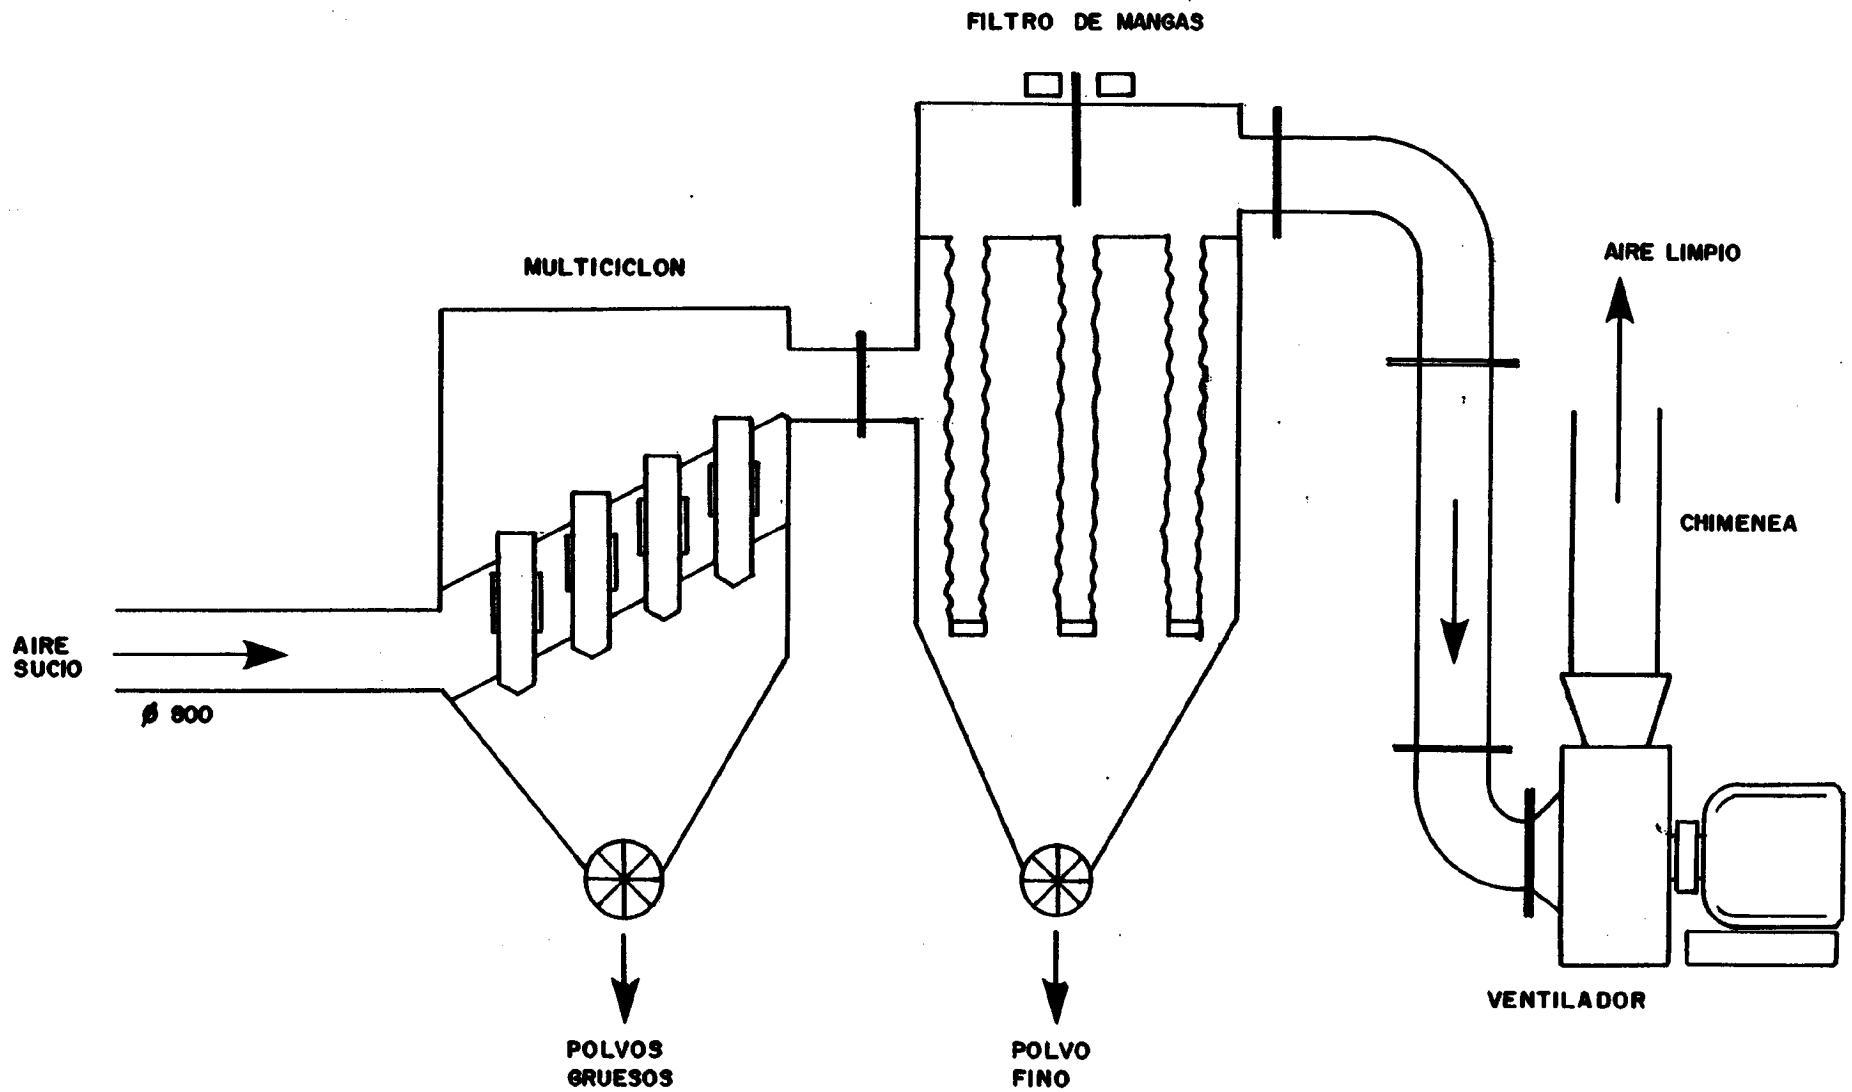 FILTRO DE MANGAS
MULTICICLON
AIRE LIMPIO
CHIMENEA
AIRE
SUCIO
Ø 800
VENTILADOR
POLVOS
GRUESOS
POLVO
FINO